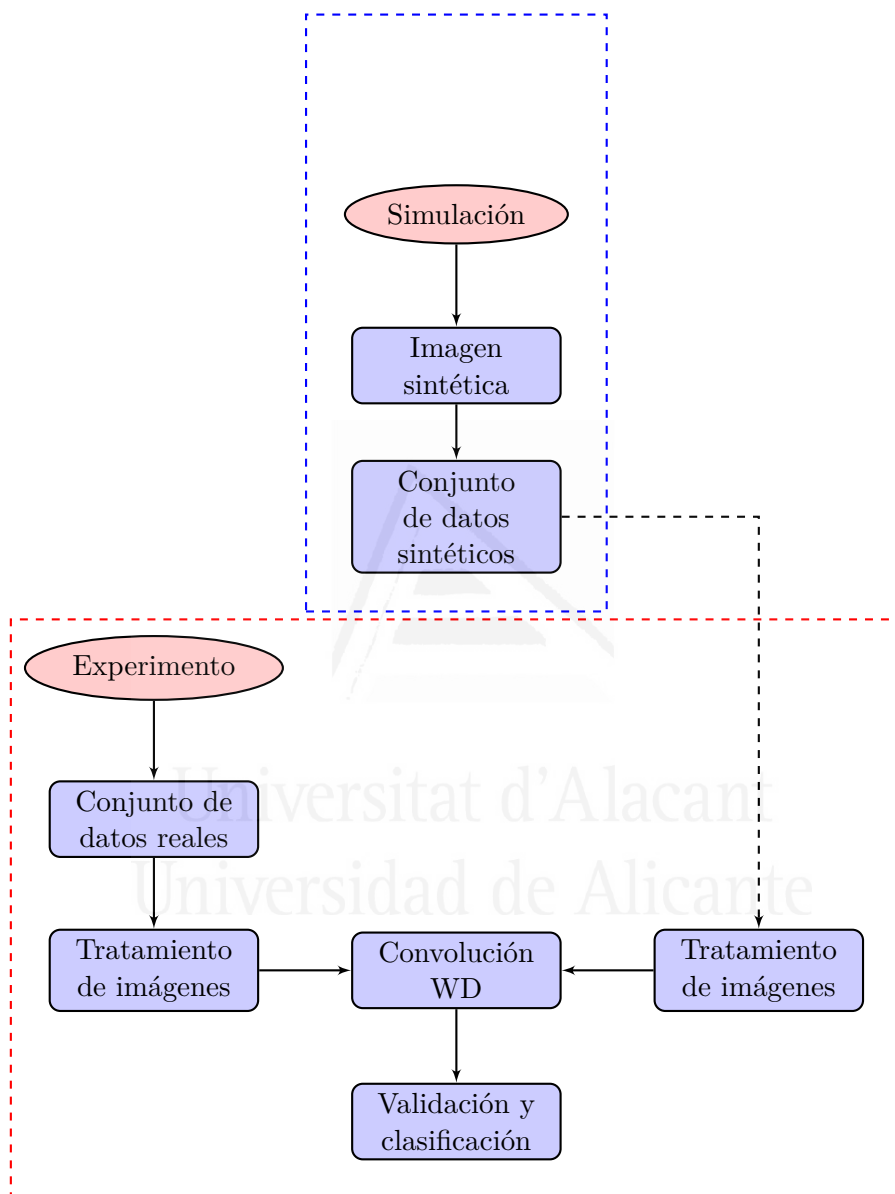 Simulación
Imagen
sintética
Conjunto
de datos
sintéticos
Experimento
Conjunto de
datos reales
Universitat d'Alacant
Universidad de Alicante
Tratamiento
de imágenes
Convolución
WD
Tratamiento
de imágenes
Validación y
clasificación